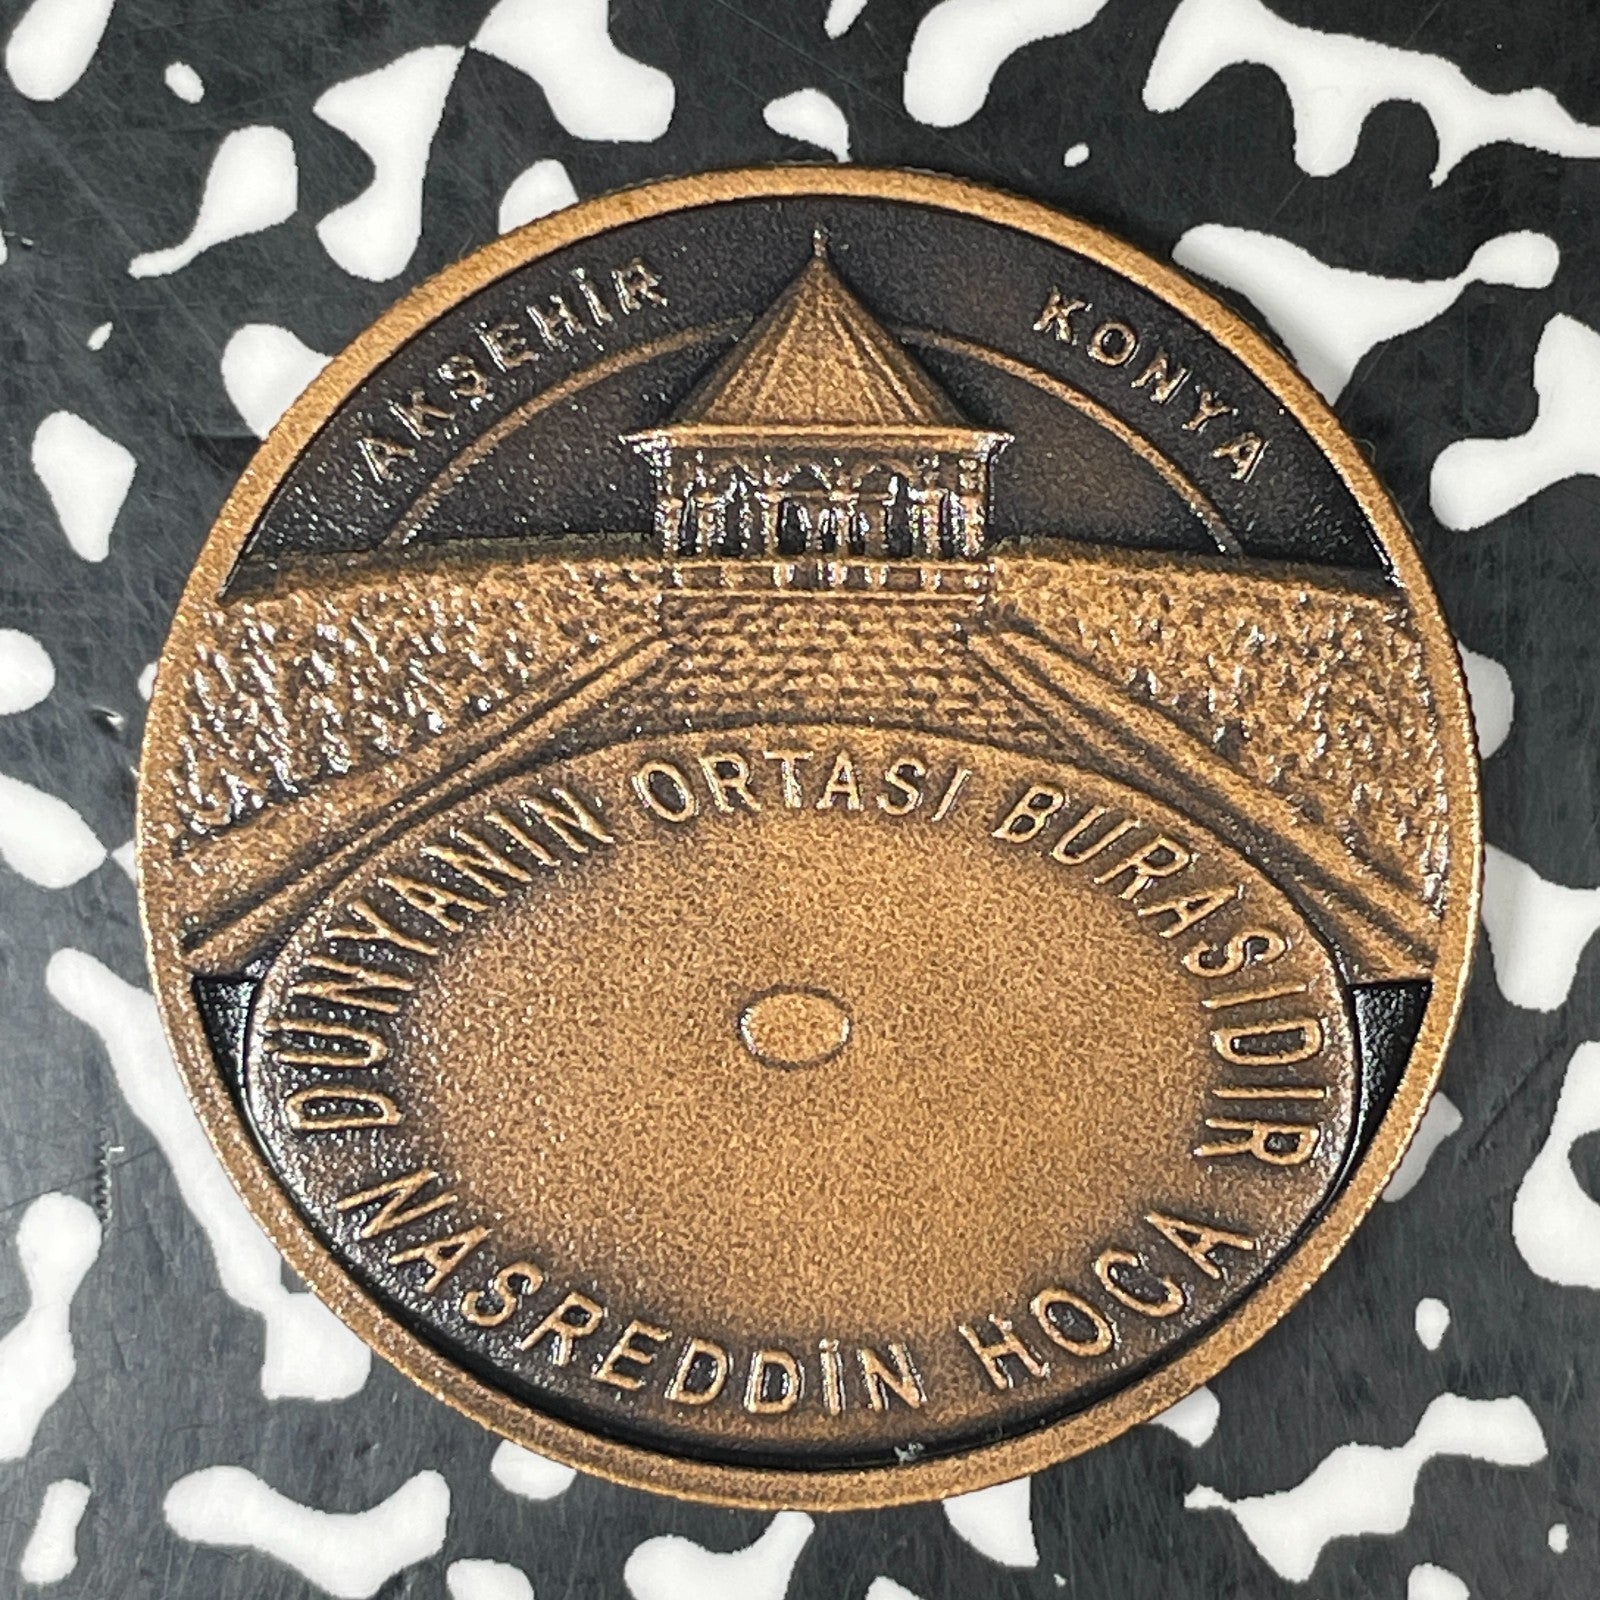 AKŞEHİR KONYA
DÜNYANIN ORTASI BURASIDIR
NASREDDİN HOCA